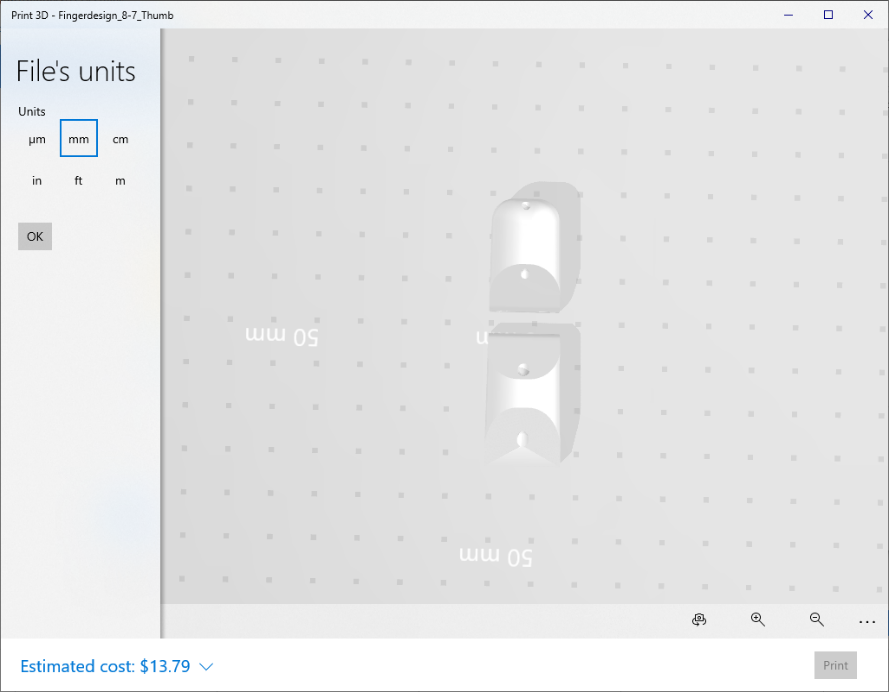 Print 3D - Fingerdesign_8-7_Thumb
File's units
Units
µm mm cm
in ft m
OK
50 mm
50 mm
Estimated cost: $13.79
Print